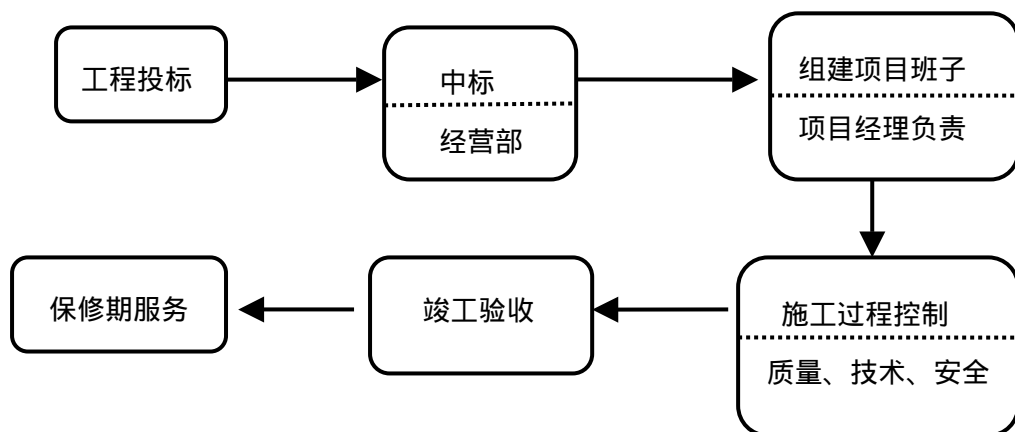 工程投标
中标
经营部
组建项目班子
项目经理负责
施工过程控制
质量、技术、安全
竣工验收
保修期服务